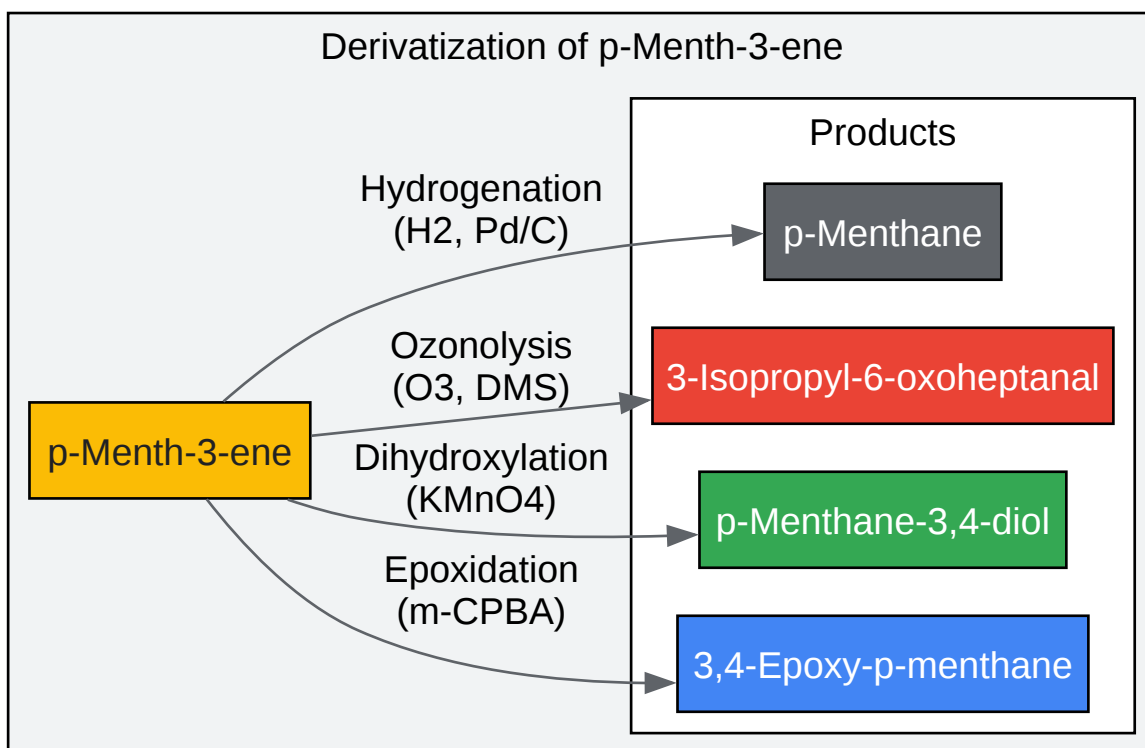 Derivatization of p-Menth-3-ene
Products
Hydrogenation
(H2, Pd/C)
p-Menthane
Ozonolysis
(O3, DMS)
3-Isopropyl-6-oxoheptanal
p-Menth-3-ene
Dihydroxylation
(KMnO4)
p-Menthane-3,4-diol
Epoxidation
(m-CPBA)
3,4-Epoxy-p-menthane